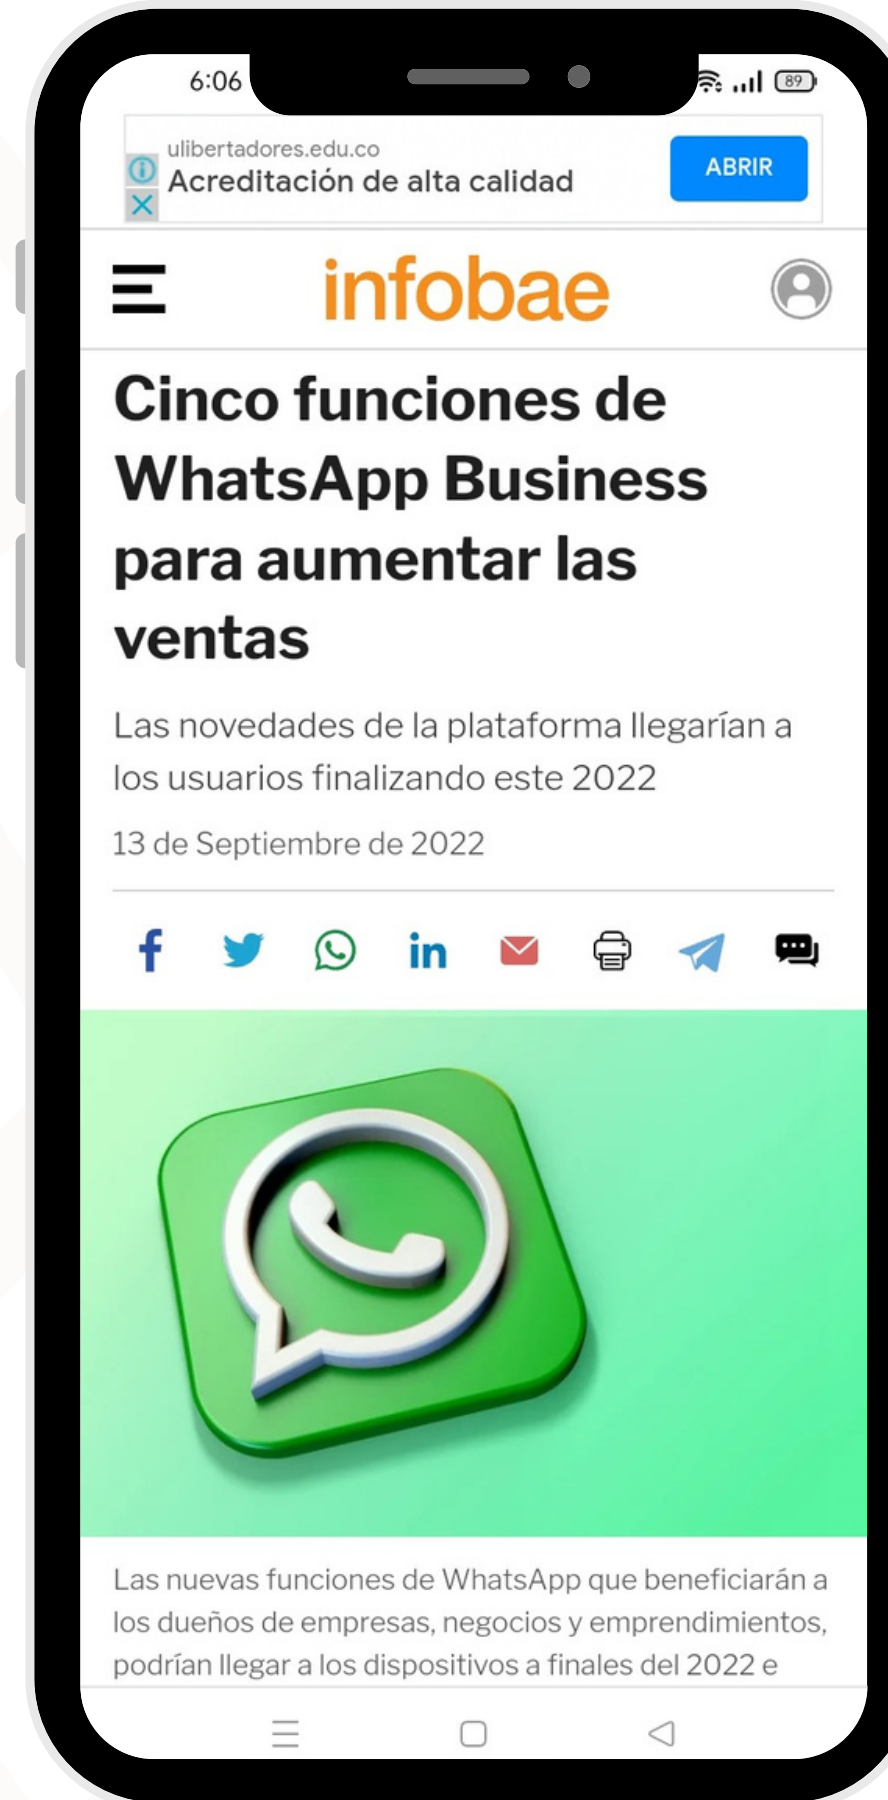 6:06
89
ulibertadores.edu.co
Acreditación de alta calidad
ABRIR
infobae
Cinco funciones de
WhatsApp Business
para aumentar las
ventas
Las novedades de la plataforma llegarían a
los usuarios finalizando este 2022
13 de Septiembre de 2022
Las nuevas funciones de WhatsApp que beneficiarán a
los dueños de empresas, negocios y emprendimientos,
podrían llegar a los dispositivos a finales del 2022 e